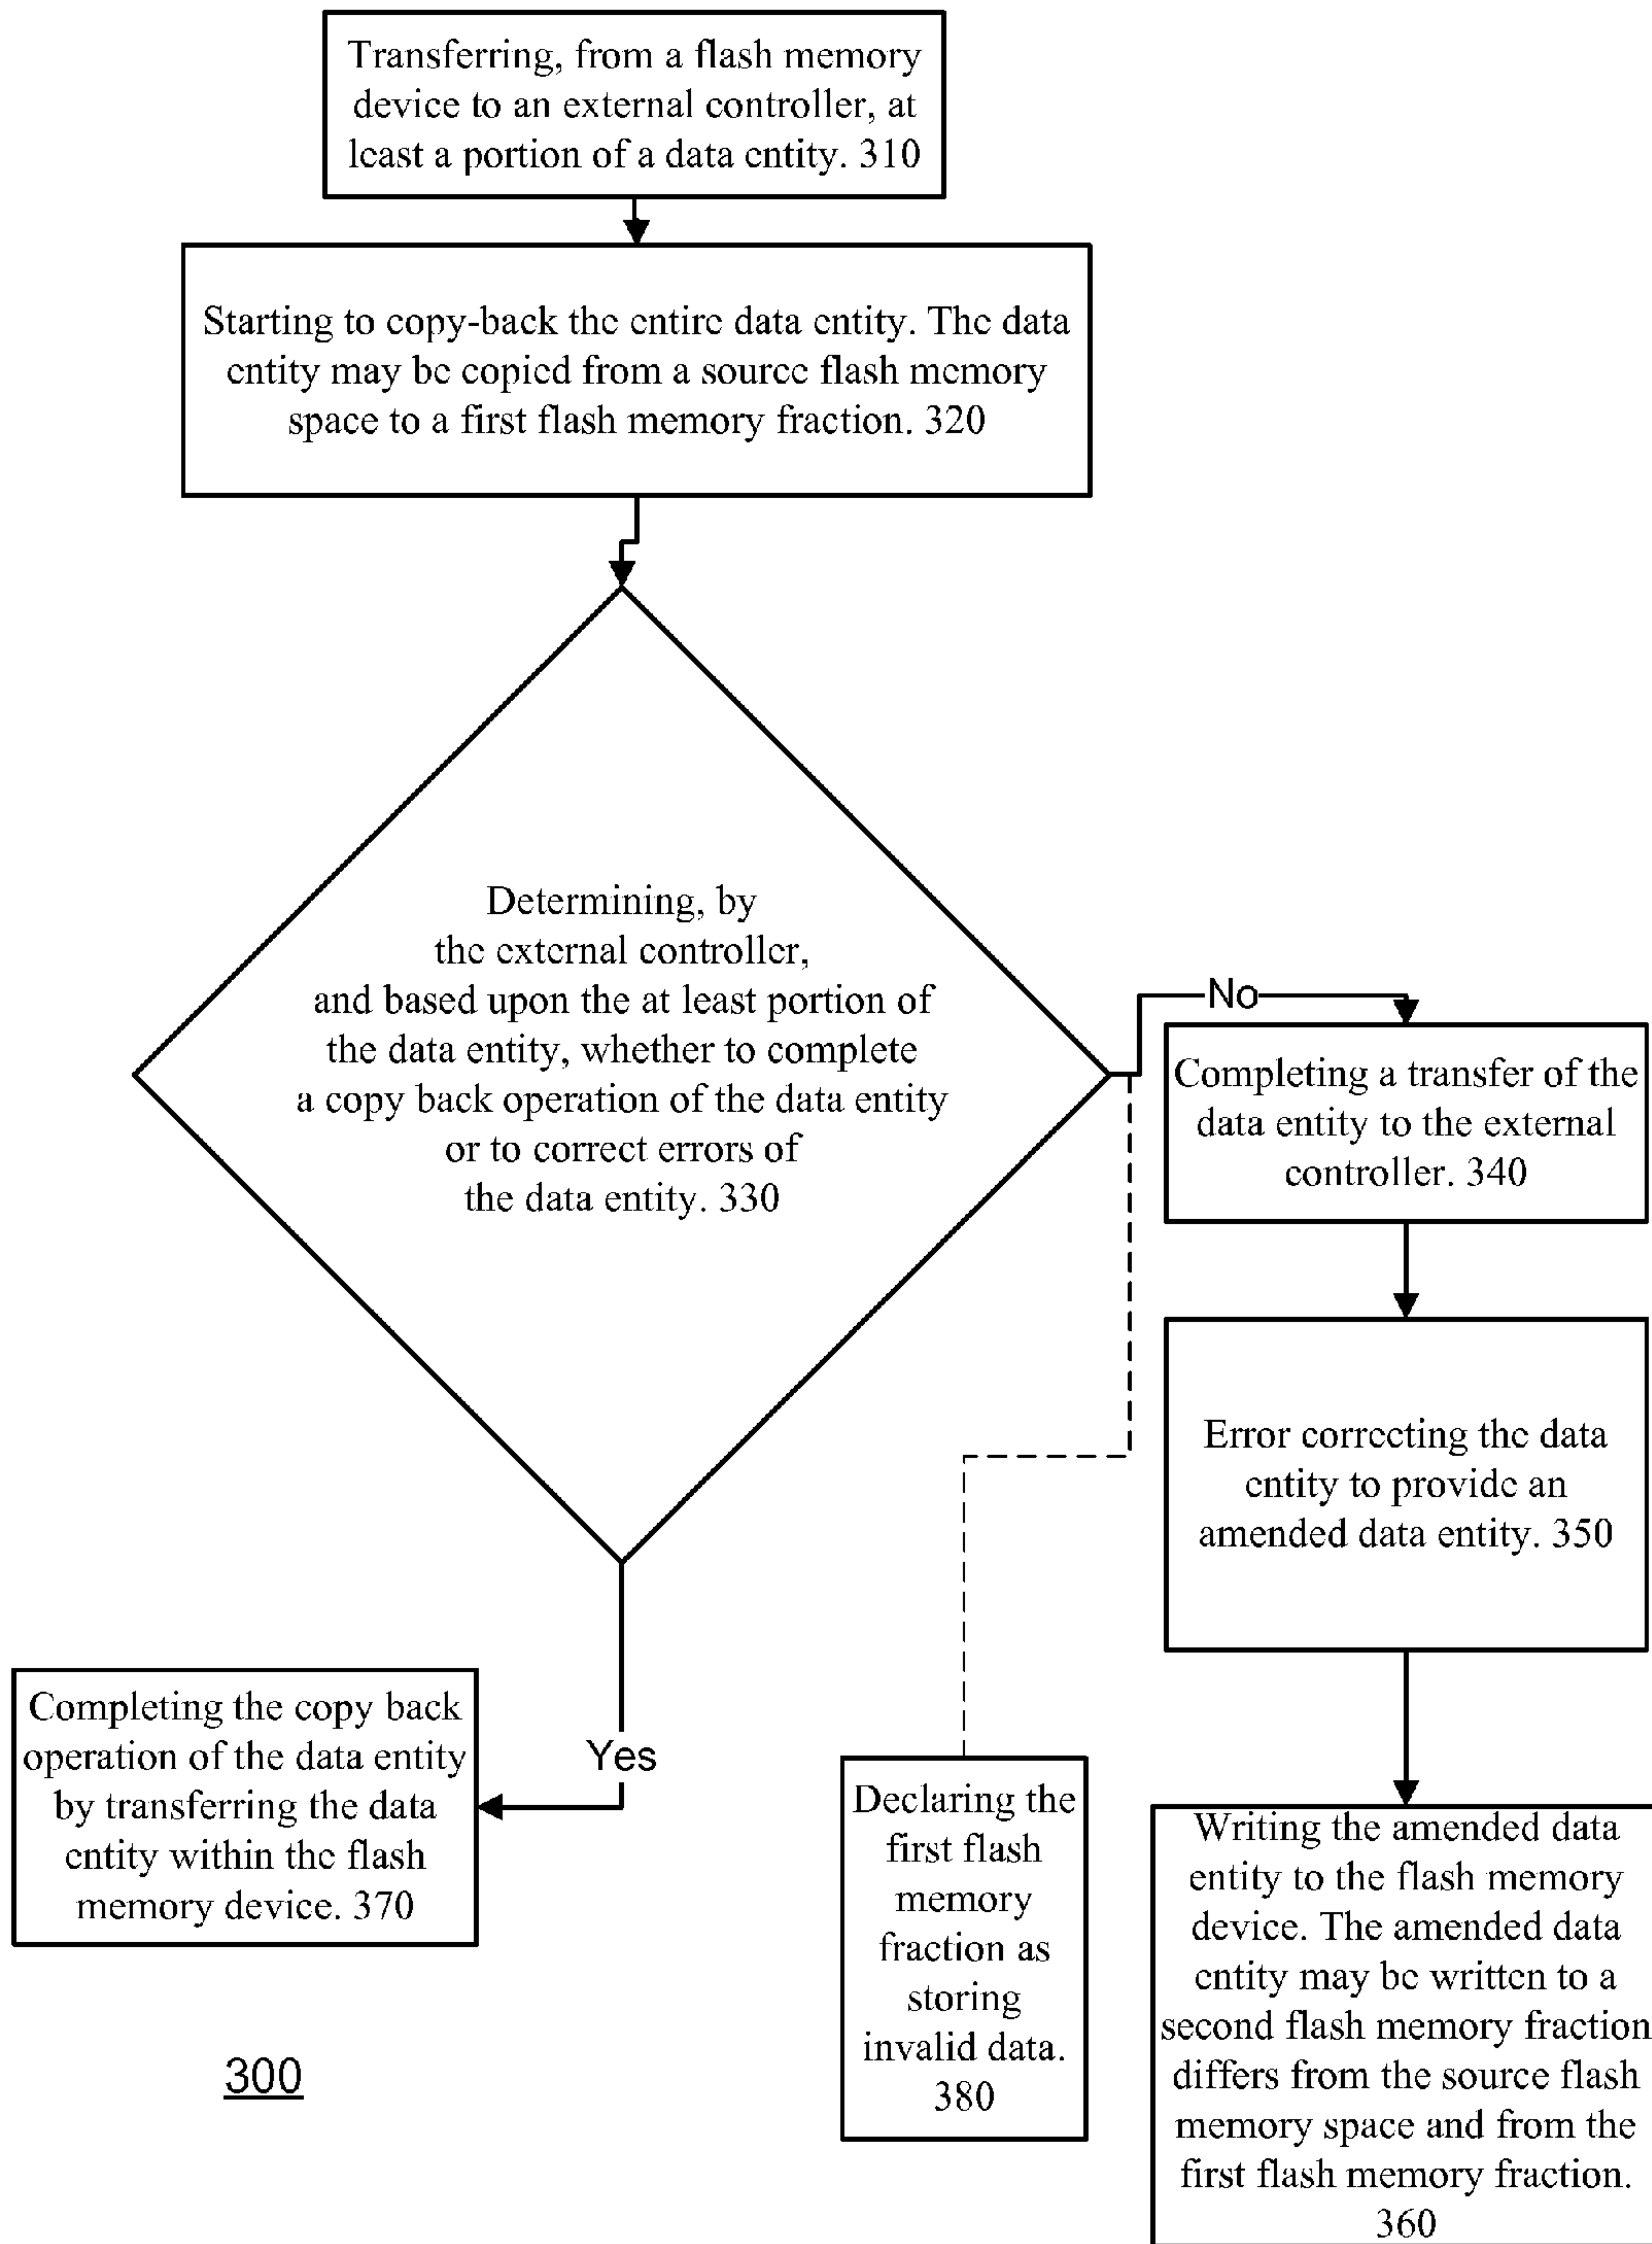 Transferring, from a flash memory
device to an external controller, at
least a portion of a data entity. 310
Starting to copy-back the entire data entity. The data
entity may be copied from a source flash memory
space to a first flash memory fraction. 320
Determining, by
the external controller,
and based upon the at least portion of
the data entity, whether to complete
a copy back operation of the data entity
or to correct errors of
the data entity. 330
No
Completing a transfer of the
data entity to the external
controller. 340
Error correcting the data
entity to provide an
amended data entity. 350
Yes
Completing the copy back
operation of the data entity
by transferring the data
entity within the flash
memory device. 370
Declaring the
first flash
memory
fraction as
storing
invalid data.
380
Writing the amended data
entity to the flash memory
device. The amended data
entity may be written to a
second flash memory fraction
differs from the source flash
memory space and from the
first flash memory fraction.
360
300